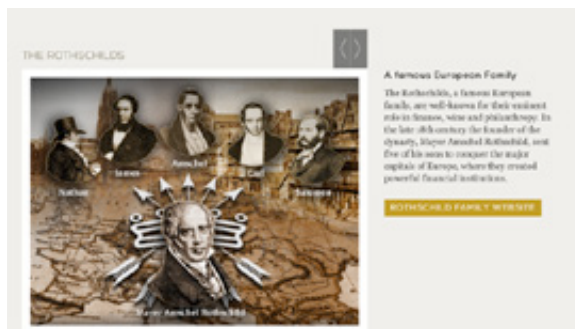 THE ROTHSCHILDS
A famous European Family
The Rothschilds, a famous European
family, are well-known for their eminent
role in finance, wine and philanthropy. In
the late 18th century the founder of the
dynasty, Mayer Amschel Rothschild, sent
five of his sons to conquer the major
capitals of Europe, where they created
powerful financial institutions.
ROTHSCHILD FAMILY WEBSITE
Amschel
James
Carl
Nathan
Salomon
Mayer Amschel Rothschild